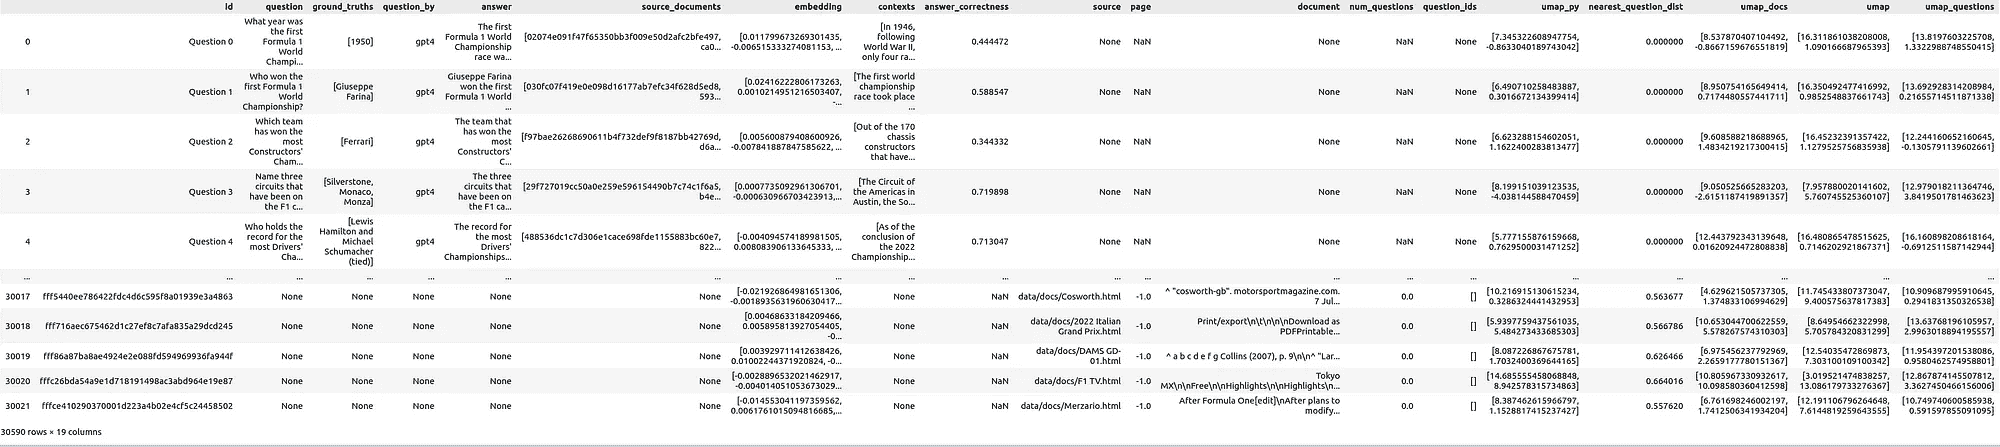 id question ground_truths question_by answer source_documents embedding contexts answer_correctness source page document num_questions question_ids umap_py nearest_question_dist umap_docs umap umap_questions
0 Question 0 What year was the first Formula 1 World Champi... [1950] gpt4 The first Formula 1 World Championship race wa... [02074e091f47f65350bb3f009e50d2afc2bfe497, ca0... [0.011799673269301435, -0.006515333274081153, ... [In 1946, following World War II, only four ra... 0.444472 None NaN None NaN None [7.345322608947754, -0.8633040189743042] 0.000000 [8.537870407104492, -0.8667159676551819] [16.311861038208008, 1.090166687965393] [13.8197603225708, 1.3322988748550415]
1 Question 1 Who won the first Formula 1 World Championship? [Giuseppe Farina] gpt4 Giuseppe Farina won the first Formula 1 World ... [030fc07f419e0e098d16177ab7efc34f628d5ed8, 593... [0.02416222806173263, 0.0010214951216503407, -... [The first world championship race took place ... 0.588547 None NaN None NaN None [6.490710258483887, 0.3016672134399414] 0.000000 [8.950754165649414, 0.7174480557441711] [16.350492477416992, 0.9852548837661743] [13.692928314208984, 0.21655714511871338]
2 Question 2 Which team has won the most Constructors' Cham... [Ferrari] gpt4 The team that has won the most Constructors' C... [f97bae26268690611b4f732def9f8187bb42769d, d6a... [0.005600879408600926, -0.007841887847585622, ... [Out of the 170 chassis constructors that have... 0.344332 None NaN None NaN None [6.623288154602051, 1.1622400283813477] 0.000000 [9.608588218688965, 1.4834219217300415] [16.45232391357422, 1.1279525756835938] [12.244160652160645, -0.1305791139602661]
3 Question 3 Name three circuits that have been on the F1 c... [Silverstone, Monaco, Monza] gpt4 The three circuits that have been on the F1 ca... [29f727019cc50a0e259e596154490b7c74c1f6a5, b4e... [0.0007735092961306701, -0.000630966703423913,... [The Circuit of the Americas in Austin, the So... 0.719898 None NaN None NaN None [8.199151039123535, -4.038144588470459] 0.000000 [9.050525665283203, -2.6151187419891357] [7.957880020141602, 5.760745525360107] [12.979018211364746, 3.8419501781463623]
4 Question 4 Who holds the record for the most Drivers' Cha... [Lewis Hamilton and Michael Schumacher (tied)] gpt4 The record for the most Drivers' Championships... [488536dc1c7d306e1cace698fde1155883bc60e7, 822... [-0.004094574189981505, 0.008083906133645333, ... [As of the conclusion of the 2022 Championship... 0.713047 None NaN None NaN None [5.777155876159668, 0.7629500031471252] 0.000000 [12.443792343139648, 0.01620924472808838] [16.480865478515625, 0.7146202921867371] [16.160898208618164, -0.6912511587142944]
... ... ... ... ... ... ... ... ... ... ... ... ... ... ... ... ... ... ... ...
30017 fff5440ee786422fdc4d6c595f8a01939e3a4863 None None None None None [-0.021926864981651306, -0.0018935631960630417... None NaN data/docs/Cosworth.html -1.0 ^ "cosworth-gb". motorsportmagazine.com. 7 Jul... 0.0 [] [10.216915130615234, 0.3286324441432953] 0.563677 [4.629621505737305, 1.374833106994629] [11.745433807373047, 9.400575637817383] [10.909687995910645, 0.2941831350326538]
30018 fff716aec675462d1c27ef8c7afa835a29dcd245 None None None None None [0.00468633184209466, 0.005895813927054405, -0... None NaN data/docs/2022 Italian Grand Prix.html -1.0 Print/export\n\t\n\t\n\nDownload as PDFPrintable... 0.0 [] [5.939775943756​1035, 5.484273433685303] 0.566786 [10.653044700622559, 5.578267574310303] [8.64954662322998, 5.705784320831299] [13.63768196105957, 2.9963018894195557]
30019 fff86a87ba8ae4924e2e088fd594969936fa944f None None None None None [0.003929711412638426, 0.01002244371920824, -0... None NaN data/docs/DAMS GD-01.html -1.0 ^ a b c d e f g Collins (2007), p. 9\n\n^ "Lar... 0.0 [] [8.087226867675781, 1.7032400369644165] 0.626466 [6.975456237792969, 2.2659177780151367] [12.54035472869873, 7.303100109100342] [11.954397201538086, 0.9580462574958801]
30020 fffc26bda54a9e1d718191498ac3abd964e19e87 None None None None None [-0.0028896532021462917, -0.004014051053673029... None NaN data/docs/F1 TV.html -1.0 Tokyo MX\n\nFree\n\nHighlights\n\nHighlights\n... 0.0 [] [14.685555458068848, 8.942578315734863] 0.664016 [10.805967330932617, 10.098580360412598] [3.019521474838257, 13.086179733276367] [12.867874145507812, 3.3627450466156006]
30021 fffce410290370001d223a4b02e4cf5c24458502 None None None None None [-0.014553041197359562, 0.0061761015094816685,... None NaN data/docs/Merzario.html -1.0 After Formula One[edit]\nAfter plans to modify... 0.0 [] [8.387462615966797, 1.1528817415237427] 0.557620 [6.761698246002197, 1.7412506341934204] [12.191106796264648, 7.6144819259643555] [10.749740600585938, 0.591597855091095]
30590 rows × 19 columns